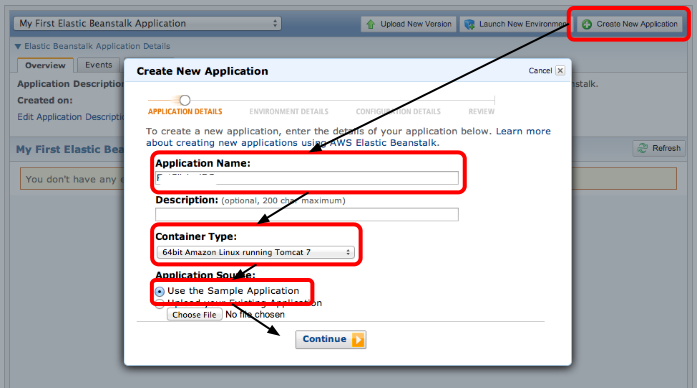 My First Elastic Beanstalk Application
Upload New Version
Launch New Environment
Create New Application
Elastic Beanstalk Application Details
Overview
Events
Application Description
stalk.
Created on:
Edit Application Descriptio
My First Elastic Bea
Refresh
You don't have any e
Create New Application
Cancel
APPLICATION DETAILS
ENVIRONMENT DETAILS
CONFIGURATION DETAILS
REVIEW
To create a new application, enter the details of your application below. Learn more
about creating new applications using AWS Elastic Beanstalk.
Application Name:
Description: (optional, 200 char maximum)
Container Type:
64bit Amazon Linux running Tomcat 7
Application Source:
Use the Sample Application
Upload your Existing Application
Choose File No file chosen
Continue